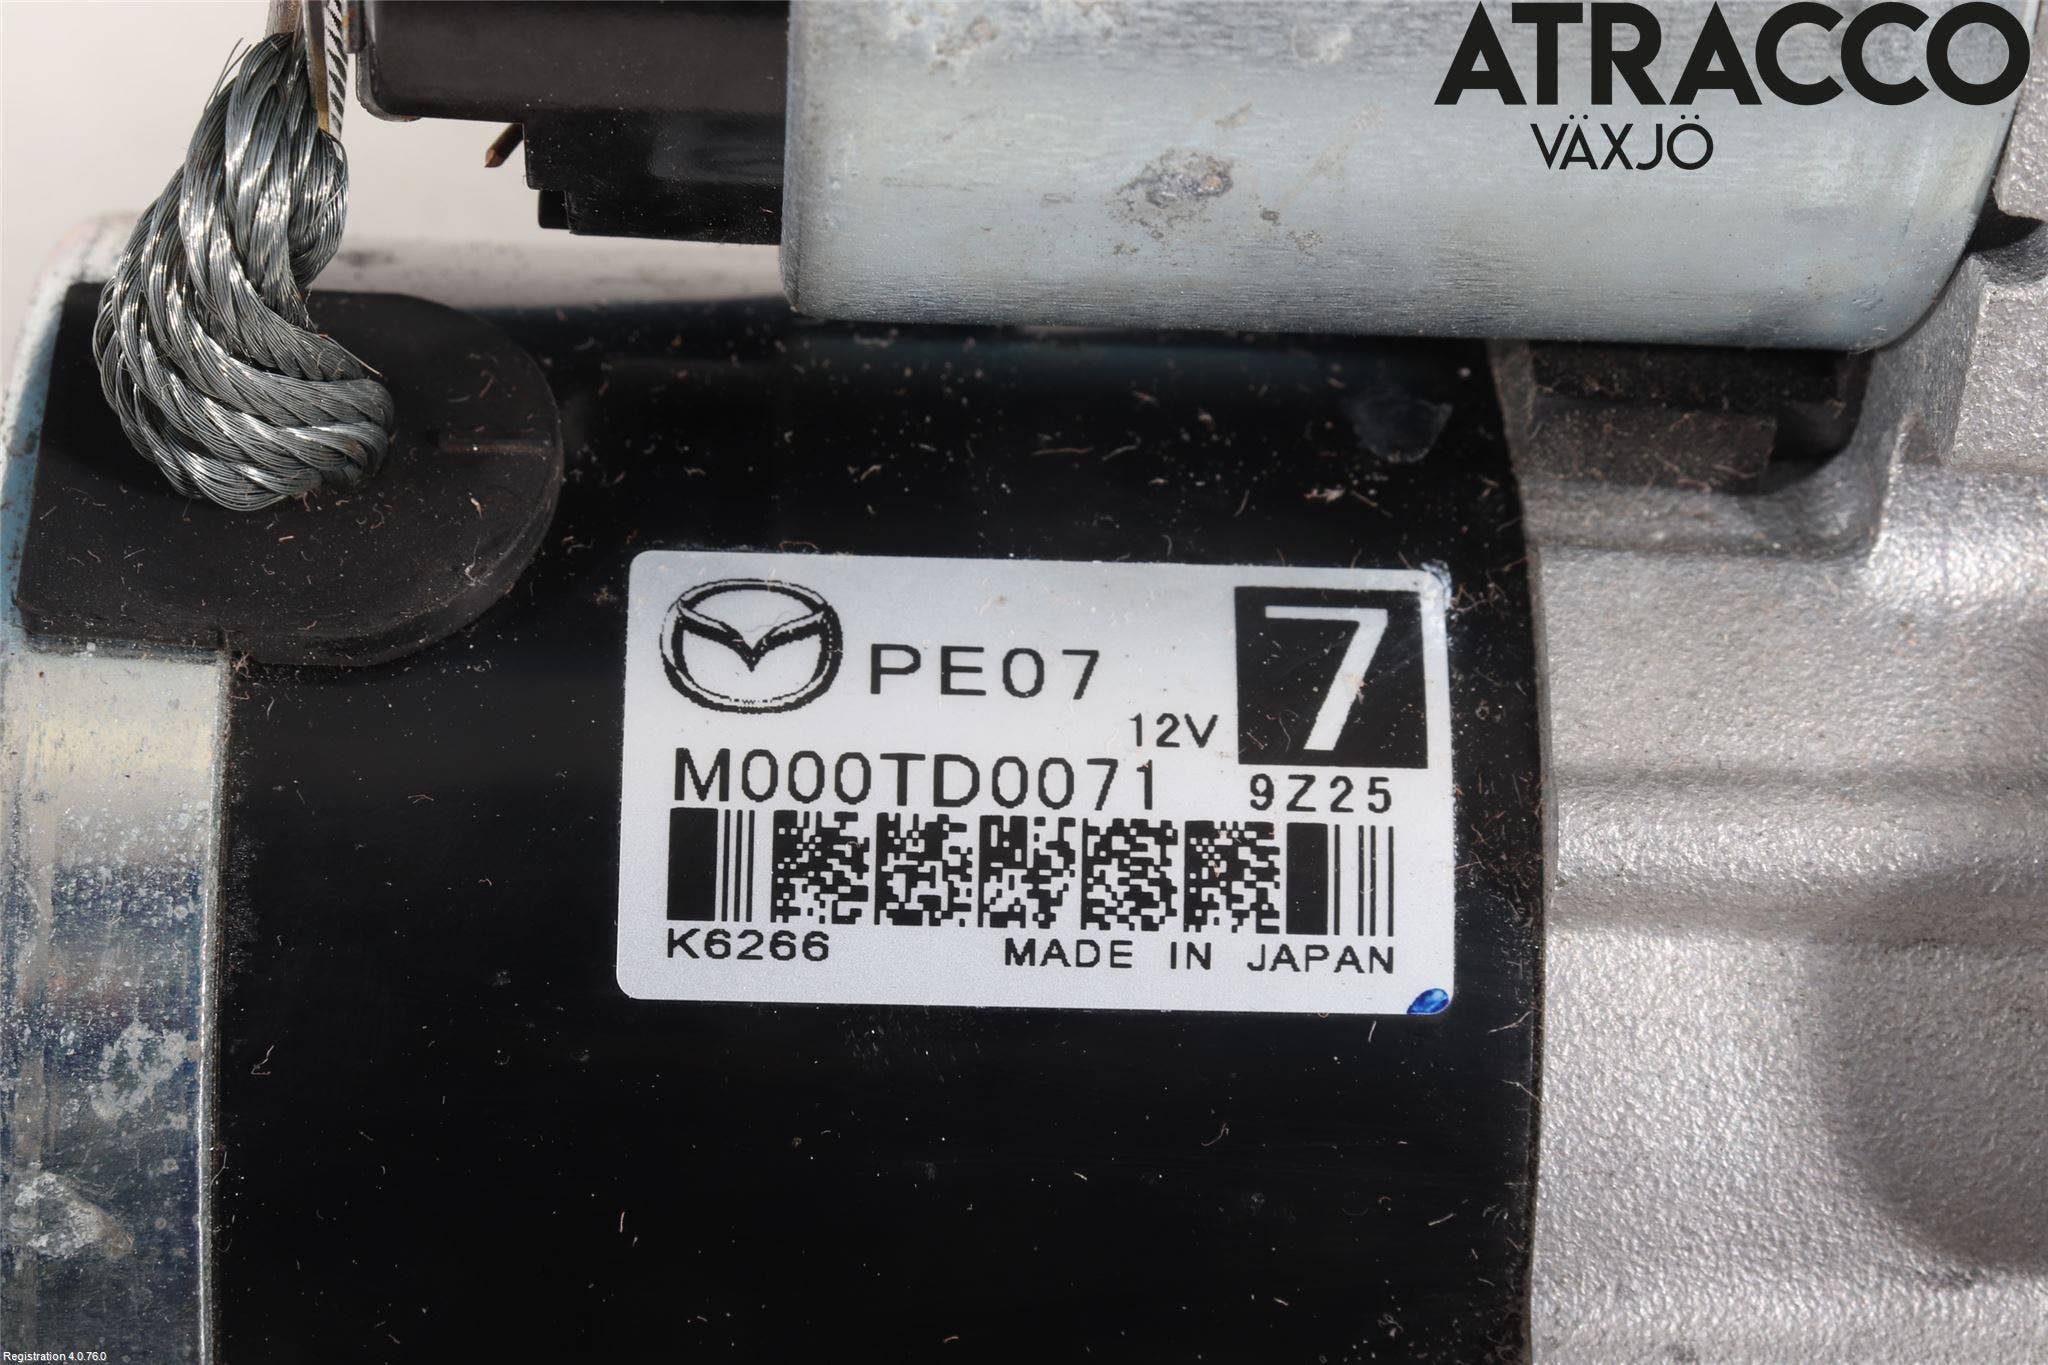 ATRACCO
VÄXJÖ
PE07
7
12V
M000TD0071
9Z25
K6266 MADE IN JAPAN
Registration 4.0.76.0